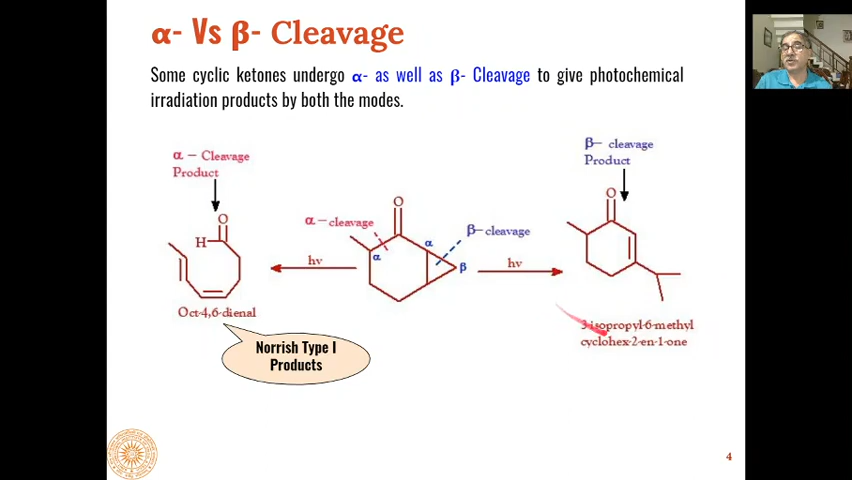 α- Vs β- Cleavage
Some cyclic ketones undergo α- as well as β- Cleavage to give photochemical
irradiation products by both the modes.
α – Cleavage
Product
O
H
Oct-4,6-dienal
Norrish Type I
Products
hν
α – cleavage
O
α
α
β
β– cleavage
hν
β– cleavage
Product
O
3-isopropyl-6-methyl
cyclohex-2-en-1-one
4